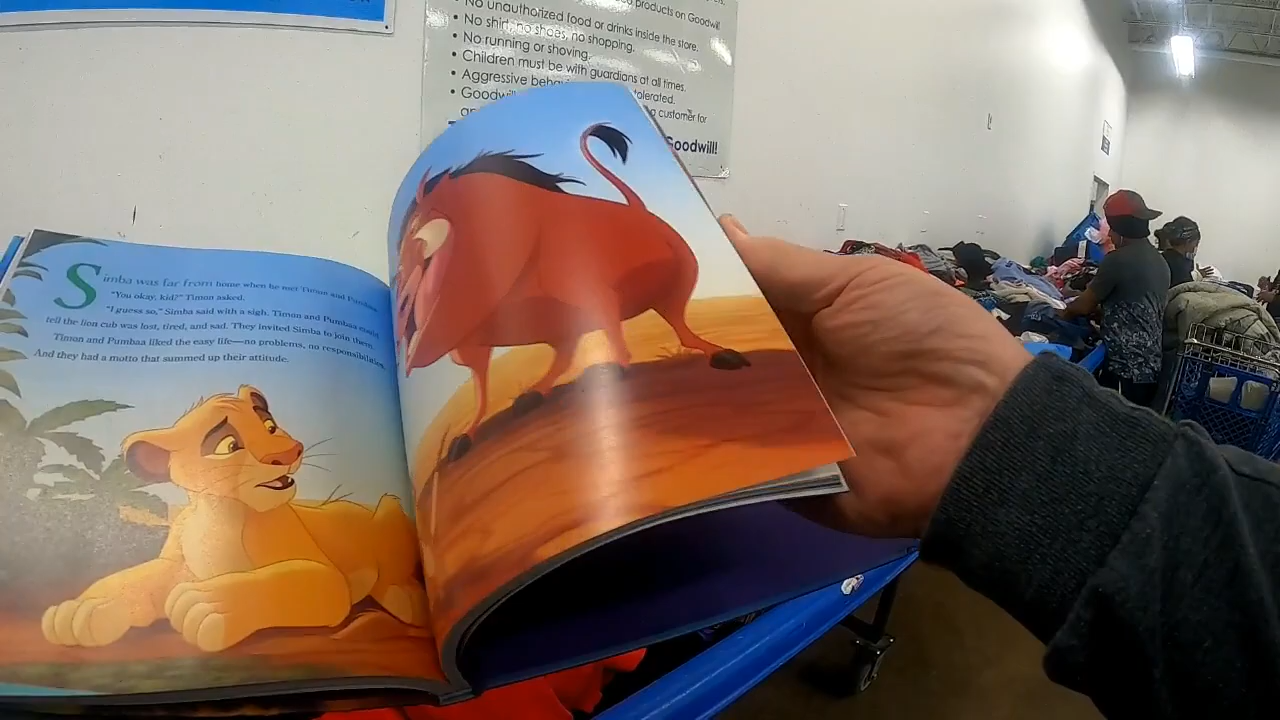 products on Goodwill
• No unauthorized food or drinks inside the store.
• No shirt, no shoes, no shopping.
• No running or shoving.
• Children must be with guardians at all times.
• Aggressive tolerated.
• Goodwill customer for
Goodwill!
Simba was far from home when he met Timon and Pumbaa.
"You okay, kid?" Timon asked.
"I guess so," Simba said with a sigh. Timon and Pumbaa could
tell the lion cub was lost, tired, and sad. They invited Simba to join them.
Timon and Pumbaa liked the easy life—no problems, no responsibilities.
And they had a motto that summed up their attitude.